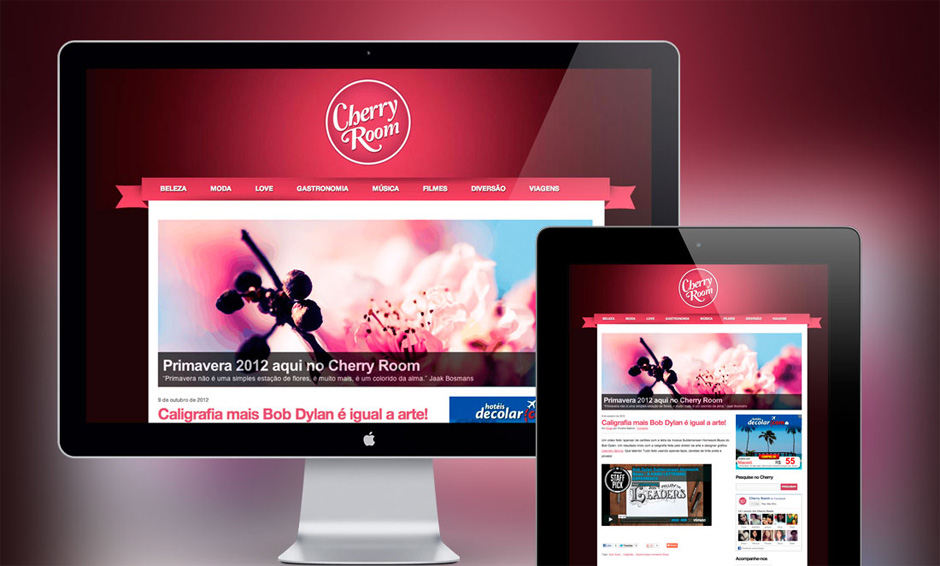 Cherry
Room
BELEZA MODA LOVE GASTRONOMIA MÚSICA FILMES DIVERSÃO VIAGENS
Primavera 2012 aqui no Cherry Room
"Primavera não é uma simples estação de flores, é muito mais, é um colorido da alma." Jaak Bosmans
9 de outubro de 2012
Caligrafia mais Bob Dylan é igual a arte!
hotéis
decolar
Cherry
Room
BELEZA MODA LOVE GASTRONOMIA MÚSICA FILMES DIVERSÃO VIAGENS
Primavera 2012 aqui no Cherry Room
"Primavera não é uma simples estação de flores, é muito mais, é um colorido da alma." Jaak Bosmans
Caligrafia mais Bob Dylan é igual a arte!
hotéis
decolar
R$ 55
Pesquise no Cherry
STAFF
PICK
LEADERS
vimeo
Cherry Room
Acompanhe-nos